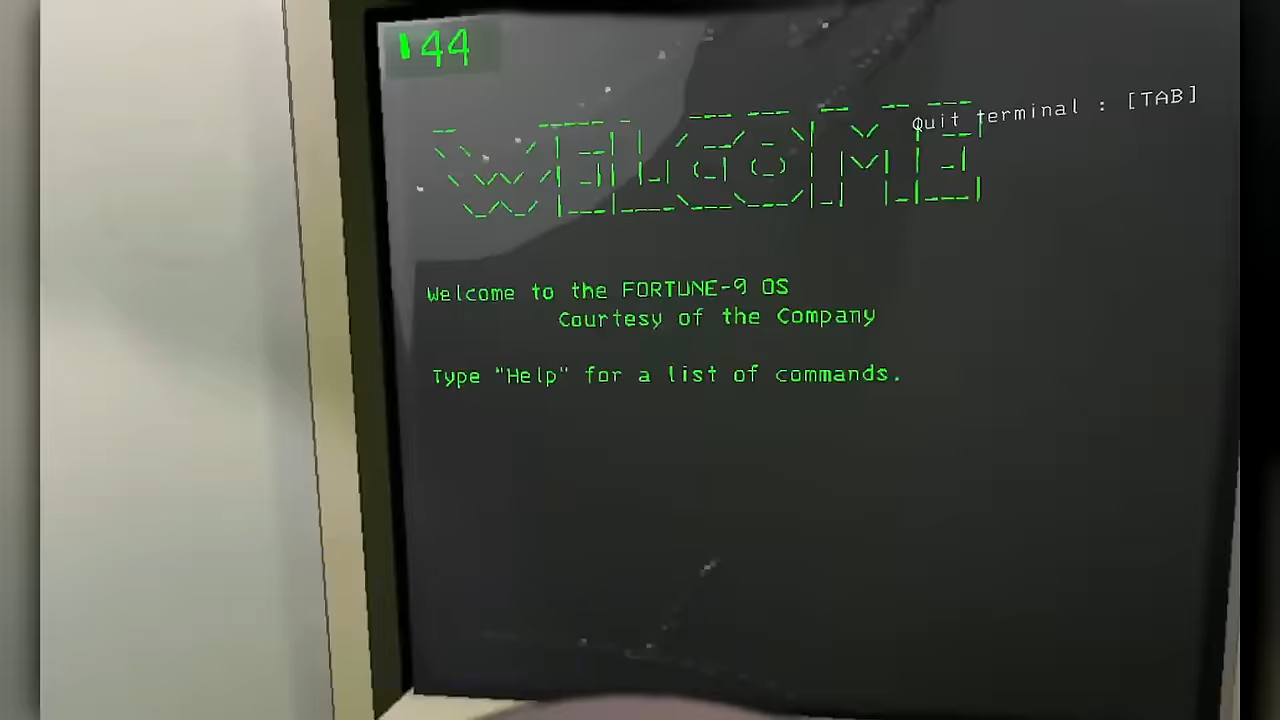 ▮44
Quit terminal : [TAB]
WELCOME
Welcome to the FORTUNE-9 OS
Courtesy of the Company
Type "Help" for a list of commands.